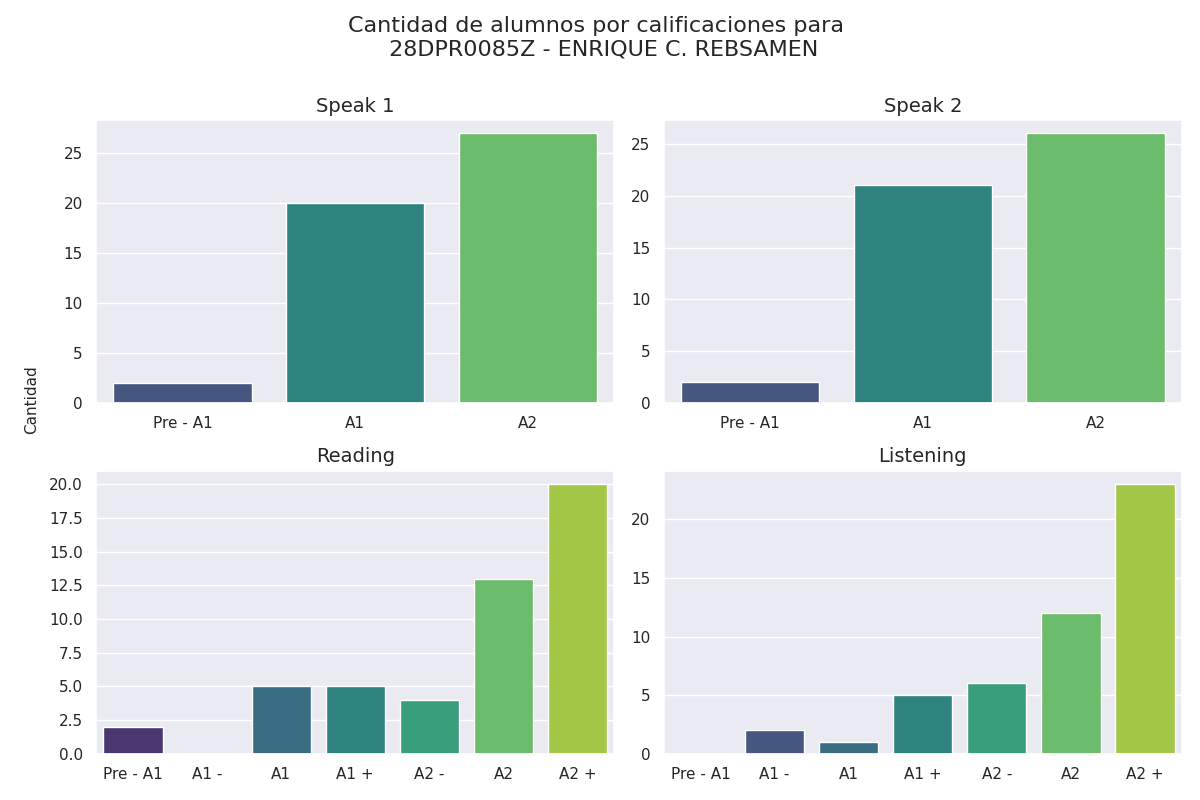 Cantidad de alumnos por calificaciones para
28DPR0085Z - ENRIQUE C. REBSAMEN
Cantidad
Speak 1
25
20
15
10
5
0
Pre - A1 A1 A2
Speak 2
25
20
15
10
5
0
Pre - A1 A1 A2
Reading
20.0
17.5
15.0
12.5
10.0
7.5
5.0
2.5
0.0
Pre - A1 A1 - A1 A1 + A2 - A2 A2 +
Listening
20
15
10
5
0
Pre - A1 A1 - A1 A1 + A2 - A2 A2 +